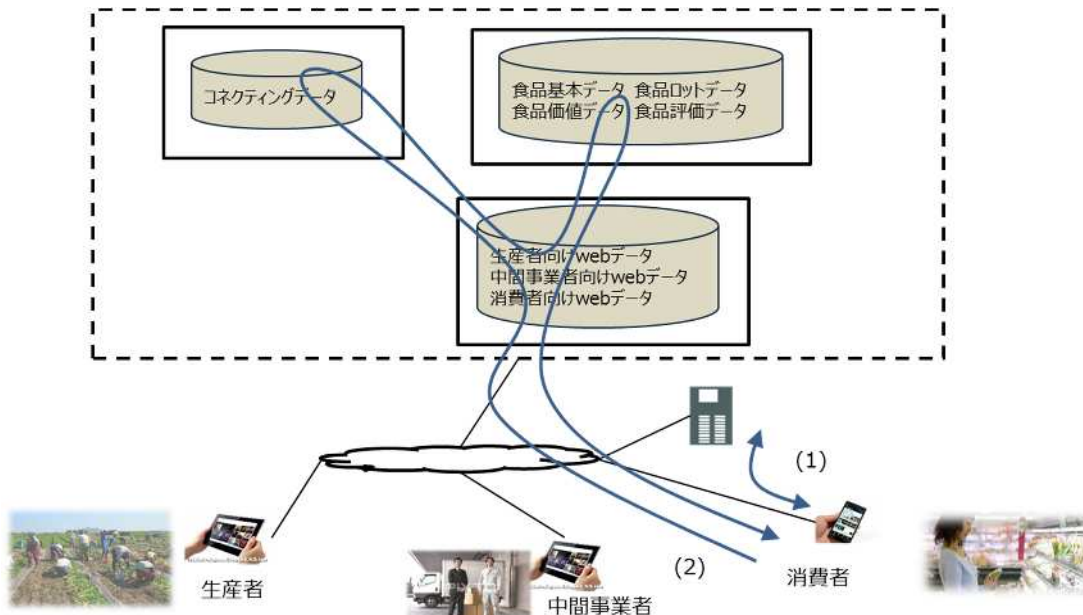 コネクティングデータ
食品基本データ 食品ロットデータ
食品価値データ 食品評価データ
生産者向けwebデータ
中間事業者向けwebデータ
消費者向けwebデータ
(1)
(2)
生産者
中間事業者
消費者